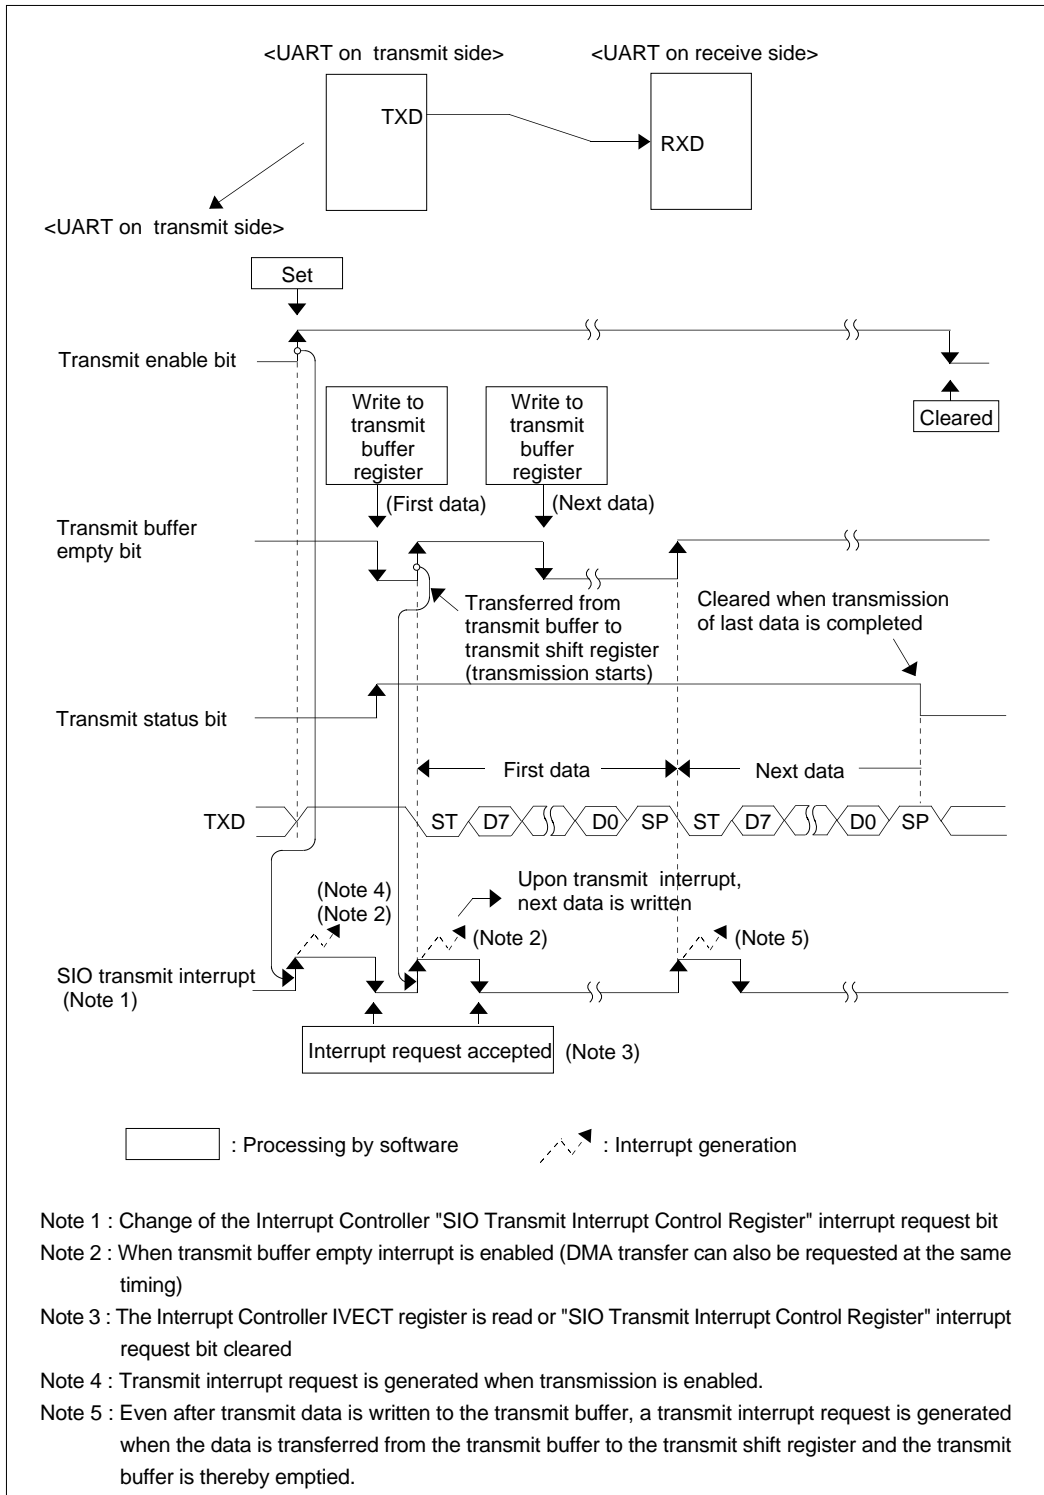 <UART on transmit side>
<UART on receive side>
TXD
RXD
<UART on transmit side>
Set
Transmit enable bit
Cleared
Write to
transmit
buffer
register
Write to
transmit
buffer
register
(First data)
(Next data)
Transmit buffer
empty bit
Transferred from
transmit buffer to
transmit shift register
(transmission starts)
Cleared when transmission
of last data is completed
Transmit status bit
First data
Next data
TXD
ST D7 D0 SP ST D7 D0 SP
Upon transmit interrupt,
next data is written
(Note 4)
(Note 2)
(Note 2)
(Note 5)
SIO transmit interrupt
(Note 1)
Interrupt request accepted
(Note 3)
: Processing by software
: Interrupt generation
Note 1 : Change of the Interrupt Controller "SIO Transmit Interrupt Control Register" interrupt request bit
Note 2 : When transmit buffer empty interrupt is enabled (DMA transfer can also be requested at the same
timing)
Note 3 : The Interrupt Controller IVECT register is read or "SIO Transmit Interrupt Control Register" interrupt
request bit cleared
Note 4 : Transmit interrupt request is generated when transmission is enabled.
Note 5 : Even after transmit data is written to the transmit buffer, a transmit interrupt request is generated
when the data is transferred from the transmit buffer to the transmit shift register and the transmit
buffer is thereby emptied.